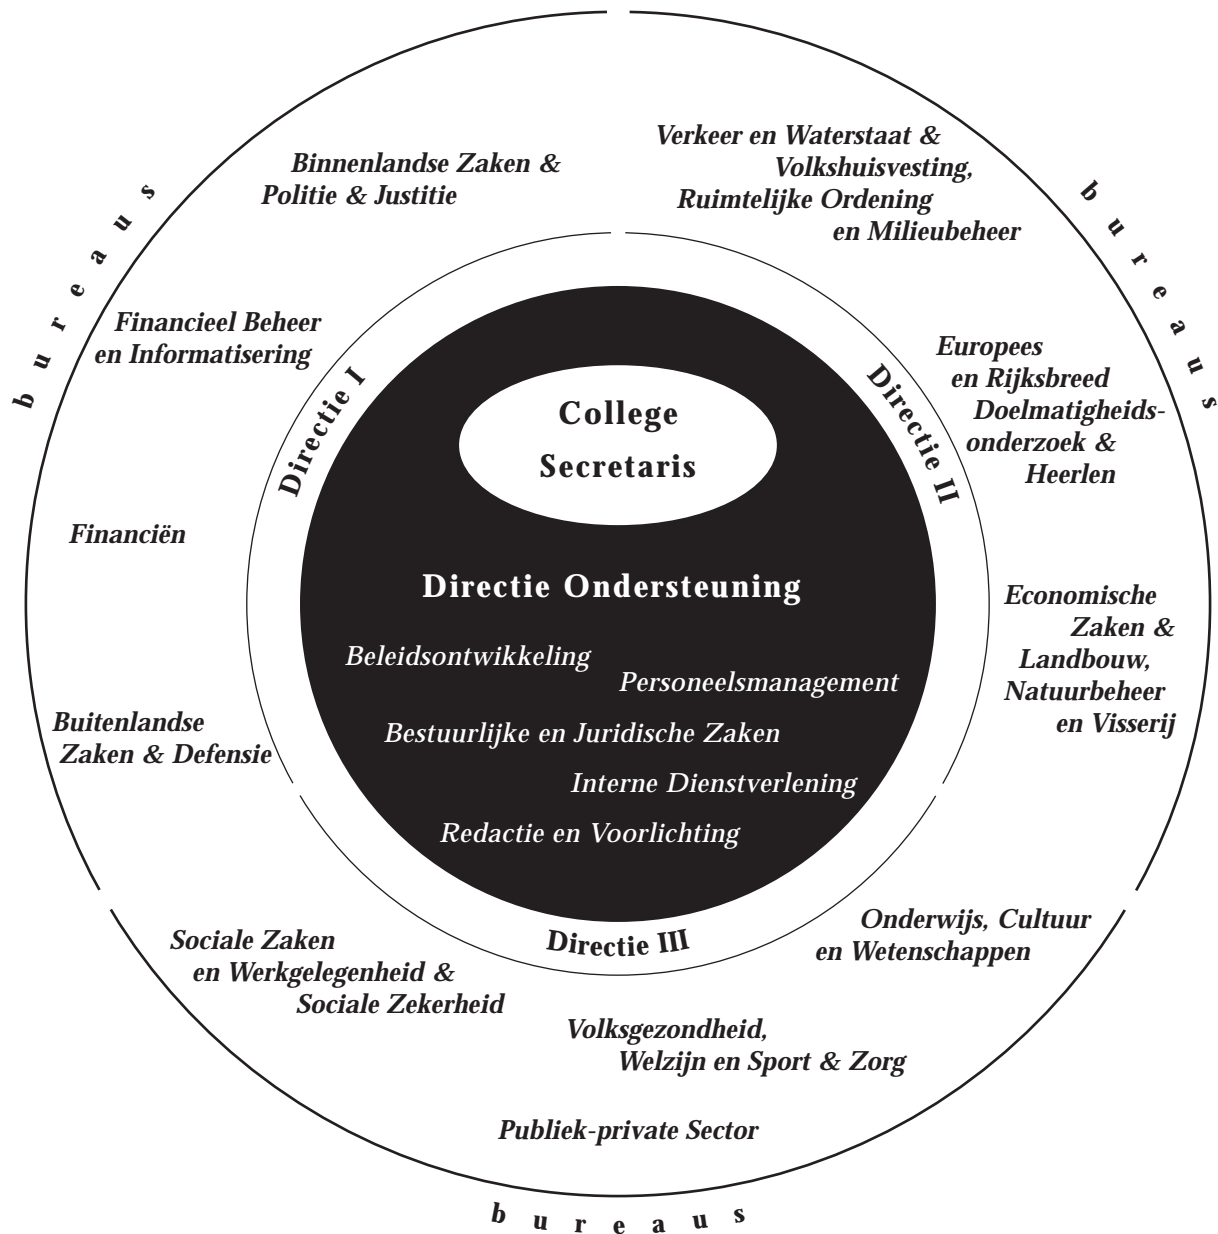 Binnenlandse Zaken &
Politie & Justitie
Verkeer en Waterstaat &
Volkshuisvesting,
Ruimtelijke Ordening
en Milieubeheer
bureaus
bureaus
Financieel Beheer
en Informatisering
Europees
en Rijksbreed
Doelmatigheids-
onderzoek &
Heerlen
Directie I
Directie II
College
Secretaris
Financiën
Directie Ondersteuning
Economische
Zaken &
Landbouw,
Natuurbeheer
en Visserij
Beleidsontwikkeling
Personeelsmanagement
Buitenlandse
Zaken & Defensie
Bestuurlijke en Juridische Zaken
Interne Dienstverlening
Redactie en Voorlichting
Directie III
Sociale Zaken
en Werkgelegenheid &
Sociale Zekerheid
Onderwijs, Cultuur
en Wetenschappen
Volksgezondheid,
Welzijn en Sport & Zorg
Publiek-private Sector
bureaus